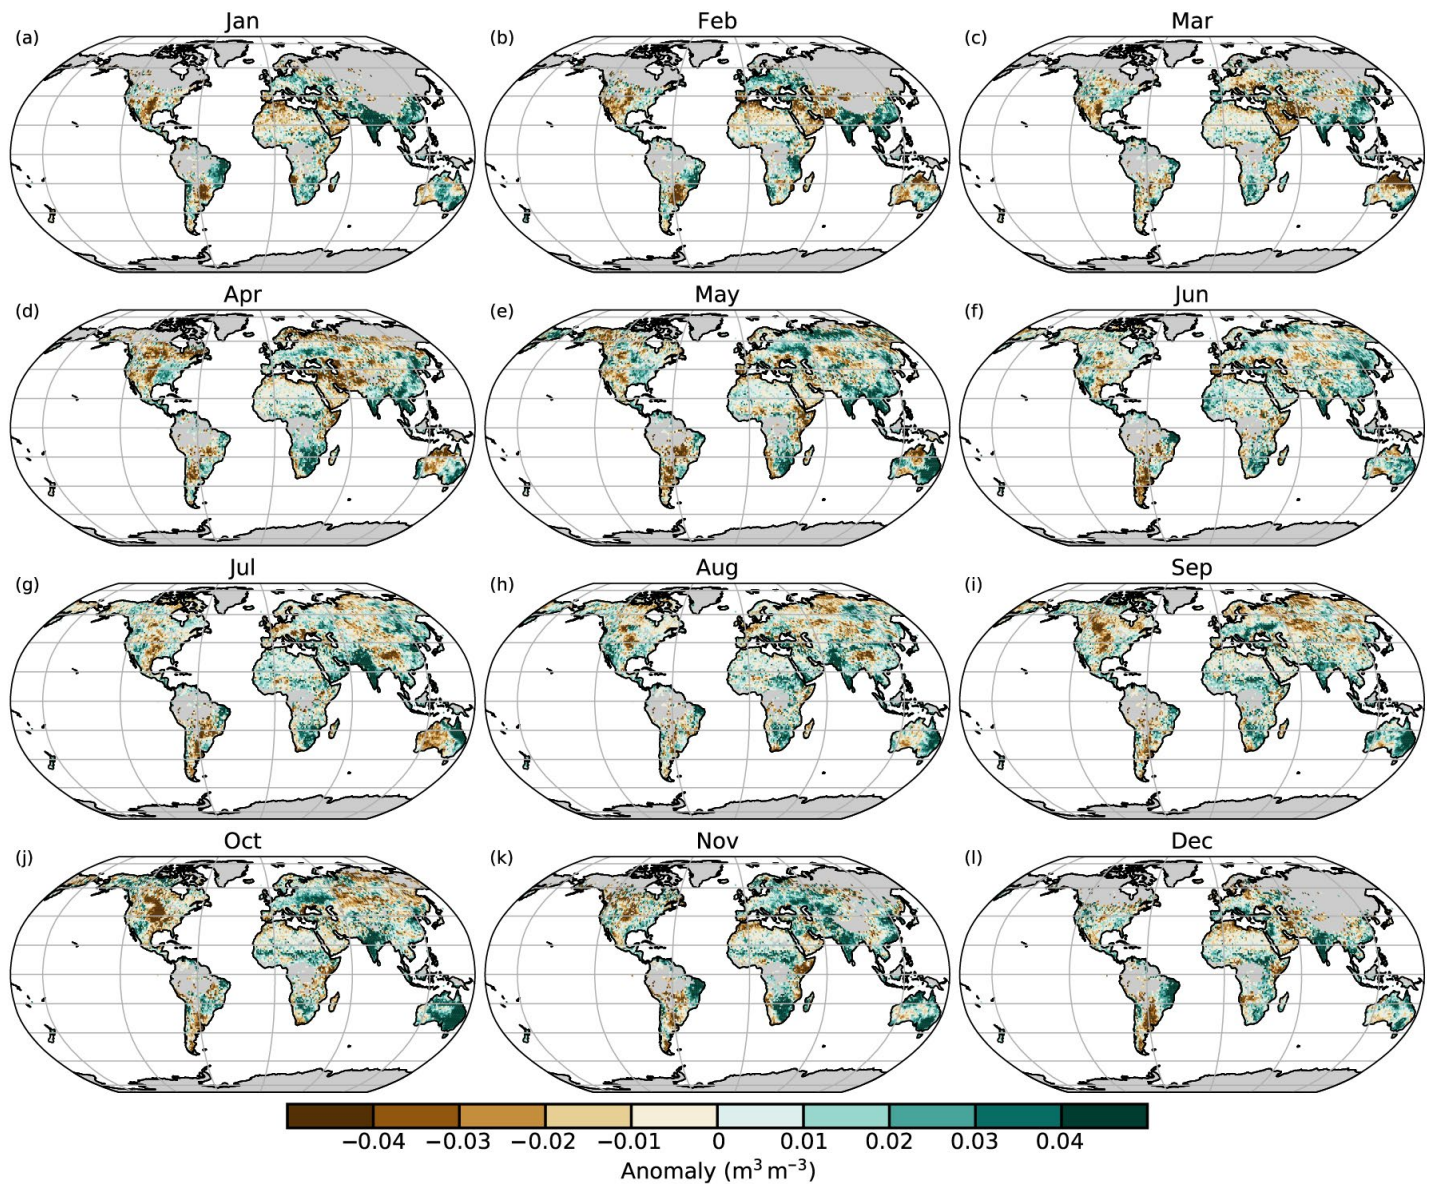 Jan
Feb
Mar
(a)
(b)
(c)
Apr
May
Jun
(d)
(e)
(f)
Jul
Aug
Sep
(g)
(h)
(i)
Oct
Nov
Dec
(j)
(k)
(l)
−0.04 −0.03 −0.02 −0.01 0 0.01 0.02 0.03 0.04
Anomaly (m³ m⁻³)